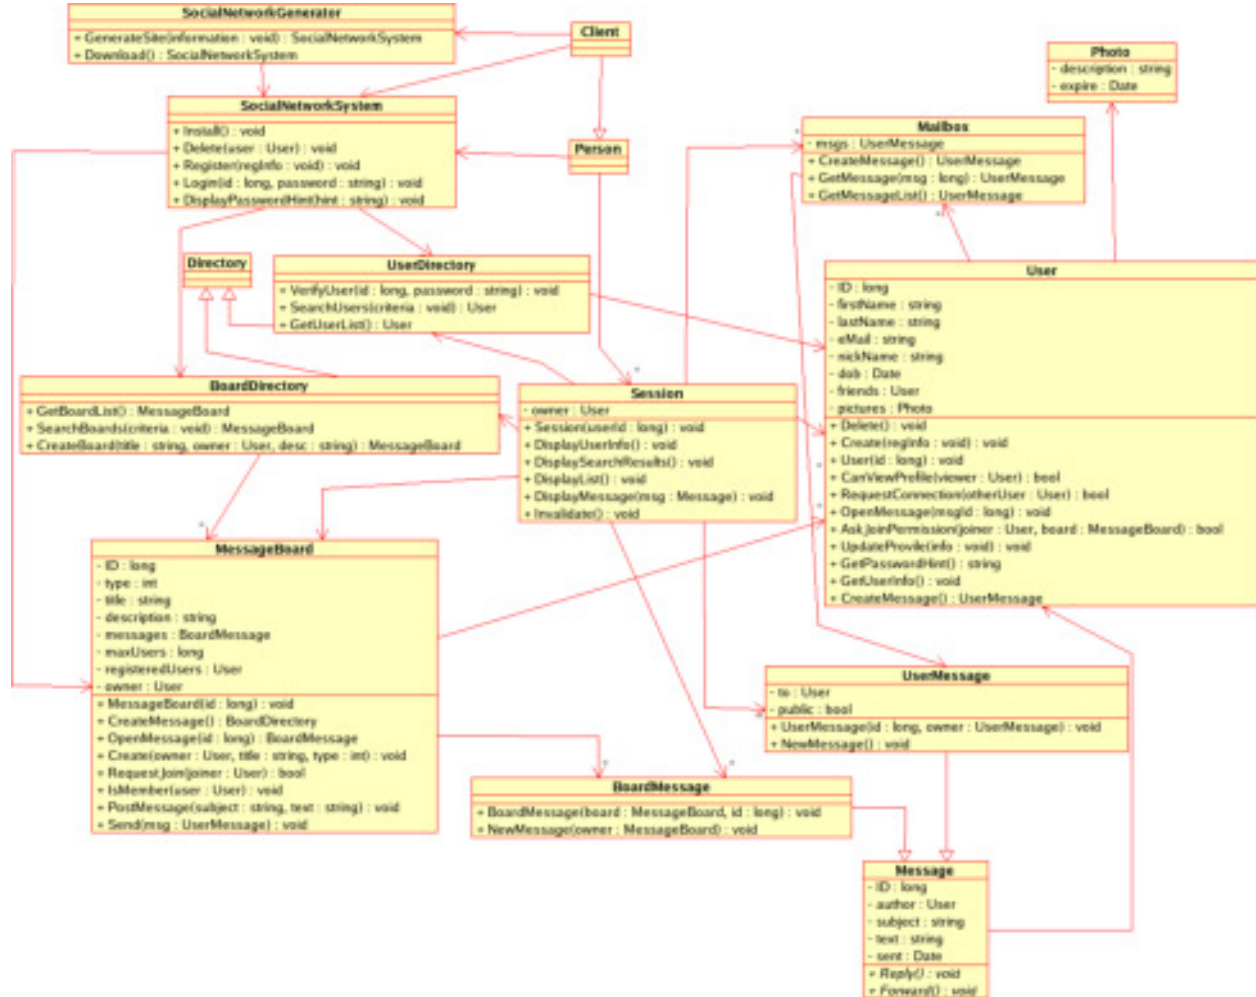 SocialNetworkGenerator
+ GenerateSite(information : void) : SocialNetworkSystem
+ Download() : SocialNetworkSystem
Client
Photo
- description : string
- expire : Date
SocialNetworkSystem
+ Install() : void
+ Delete(user : User) : void
+ Register(regInfo : void) : void
+ Login(id : long, password : string) : void
+ DisplayPasswordHint(hint : string) : void
Person
Mailbox
- msgs : UserMessage
+ CreateMessage() : UserMessage
+ GetMessage(msg : long) : UserMessage
+ GetMessageList() : UserMessage
Directory
UserDirectory
+ VerifyUser(id : long, password : string) : void
+ SearchUsers(criteria : void) : User
+ GetUserList() : User
User
- ID : long
- firstName : string
- lastName : string
- eMail : string
- nickName : string
- dob : Date
- friends : User
- pictures : Photo
+ Delete() : void
+ Create(regInfo : void) : void
+ User(id : long) : void
+ CanViewProfile(viewer : User) : bool
+ RequestConnection(otherUser : User) : bool
+ OpenMessage(msgId : long) : void
+ AskJoinPermission(joiner : User, board : MessageBoard) : bool
+ UpdateProvile(info : void) : void
+ GetPasswordHint() : string
+ GetUserInfo() : void
+ CreateMessage() : UserMessage
BoardDirectory
+ GetBoardList() : MessageBoard
+ SearchBoards(criteria : void) : MessageBoard
+ CreateBoard(title : string, owner : User, desc : string) : MessageBoard
Session
- owner : User
+ Session(userId : long) : void
+ DisplayUserInfo() : void
+ DisplaySearchResults() : void
+ DisplayList() : void
+ DisplayMessage(msg : Message) : void
+ Invalidate() : void
MessageBoard
- ID : long
- type : int
- title : string
- description : string
- messages : BoardMessage
- maxUsers : long
- registeredUsers : User
- owner : User
+ MessageBoard(id : long) : void
+ CreateMessage() : BoardDirectory
+ OpenMessage(id : long) : BoardMessage
+ Create(owner : User, title : string, type : int) : void
+ RequestJoin(joiner : User) : bool
+ IsMember(user : User) : void
+ PostMessage(subject : string, text : string) : void
+ Send(msg : UserMessage) : void
UserMessage
- to : User
- public : bool
+ UserMessage(id : long, owner : UserMessage) : void
+ NewMessage() : void
BoardMessage
+ BoardMessage(board : MessageBoard, id : long) : void
+ NewMessage(owner : MessageBoard) : void
Message
- ID : long
- author : User
- subject : string
- text : string
- sent : Date
+ Reply() : void
+ Forward() : void